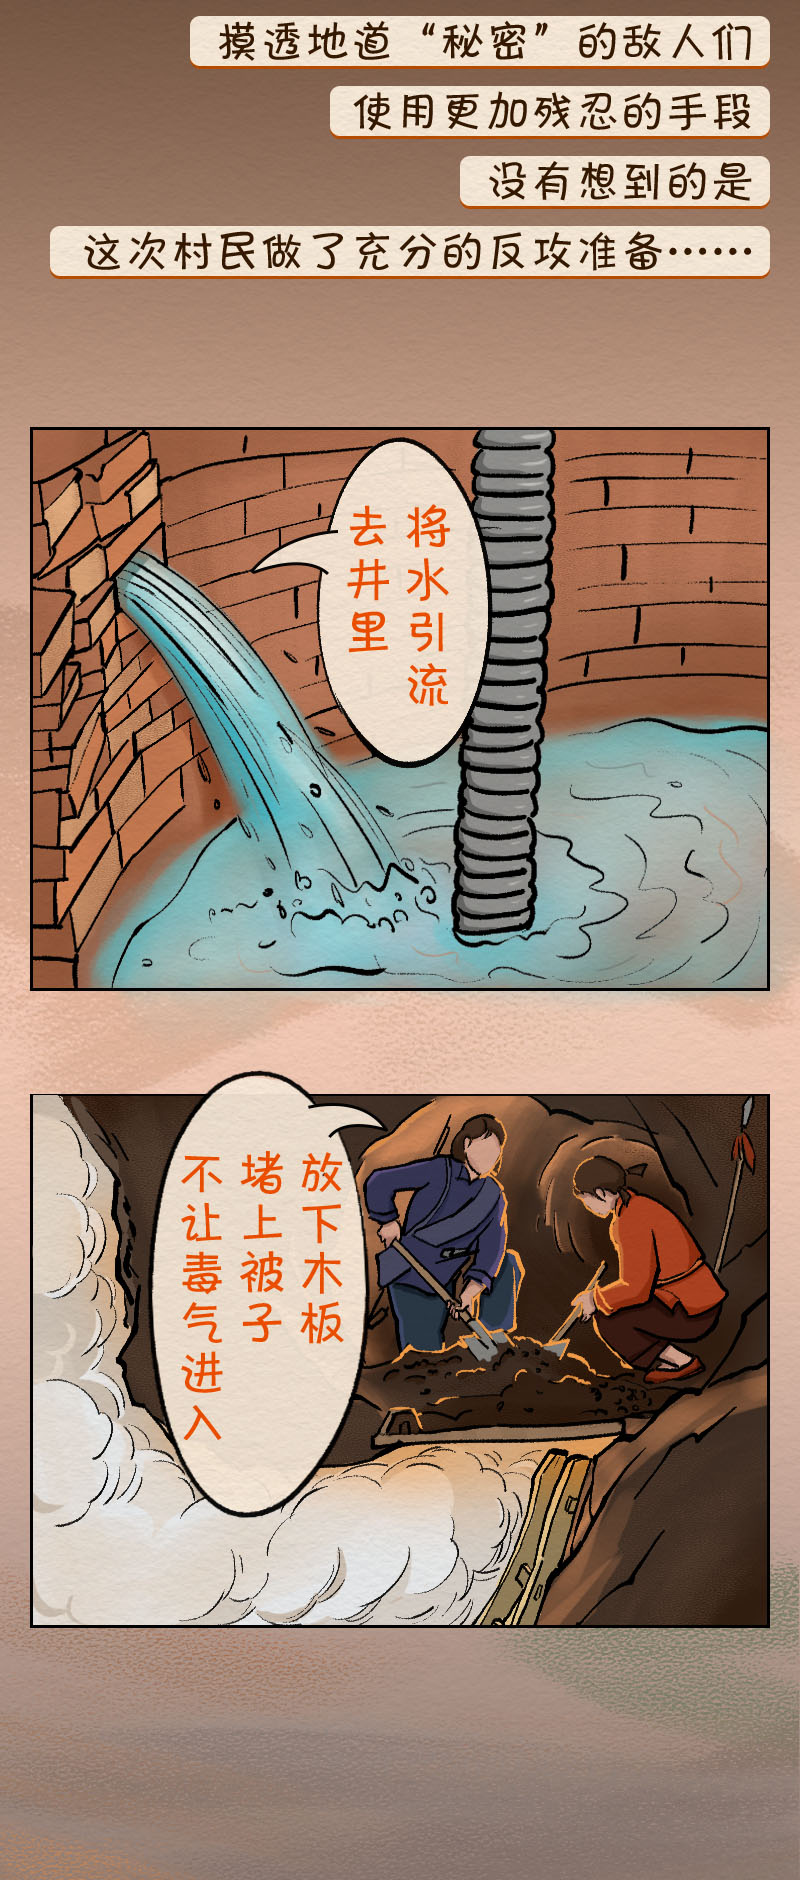 摸透地道“秘密”的敌人们
使用更加残忍的手段
没有想到的是
这次村民做了充分的反攻准备……
将水引流
去井里
放下木板
堵上被子
不让毒气进入